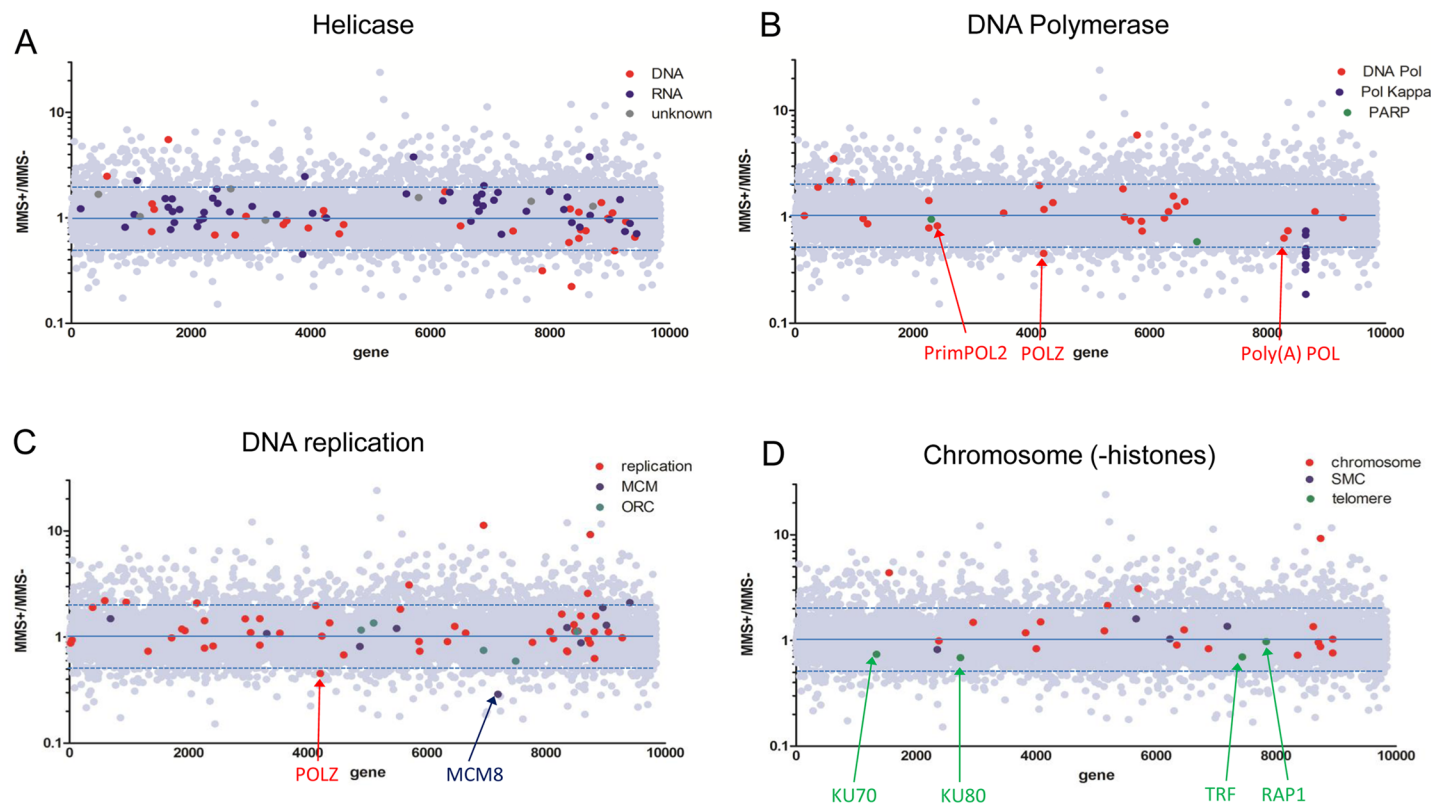 A
Helicase
DNA
RNA
unknown
MMS+/MMS-
10
1
0.1
0
2000
4000
6000
8000
10000
gene
B
DNA Polymerase
DNA Pol
Pol Kappa
PARP
MMS+/MMS-
10
1
0.1
0
2000
4000
6000
8000
10000
PrimPOL2
POLZ
gene
Poly(A) POL
C
DNA replication
replication
MCM
ORC
MMS+/MMS-
10
1
0.1
0
2000
4000
6000
8000
10000
POLZ
gene
MCM8
D
Chromosome (-histones)
chromosome
SMC
telomere
MMS+/MMS-
10
1
0.1
0
2000
4000
6000
8000
10000
gene
KU70
KU80
TRF
RAP1